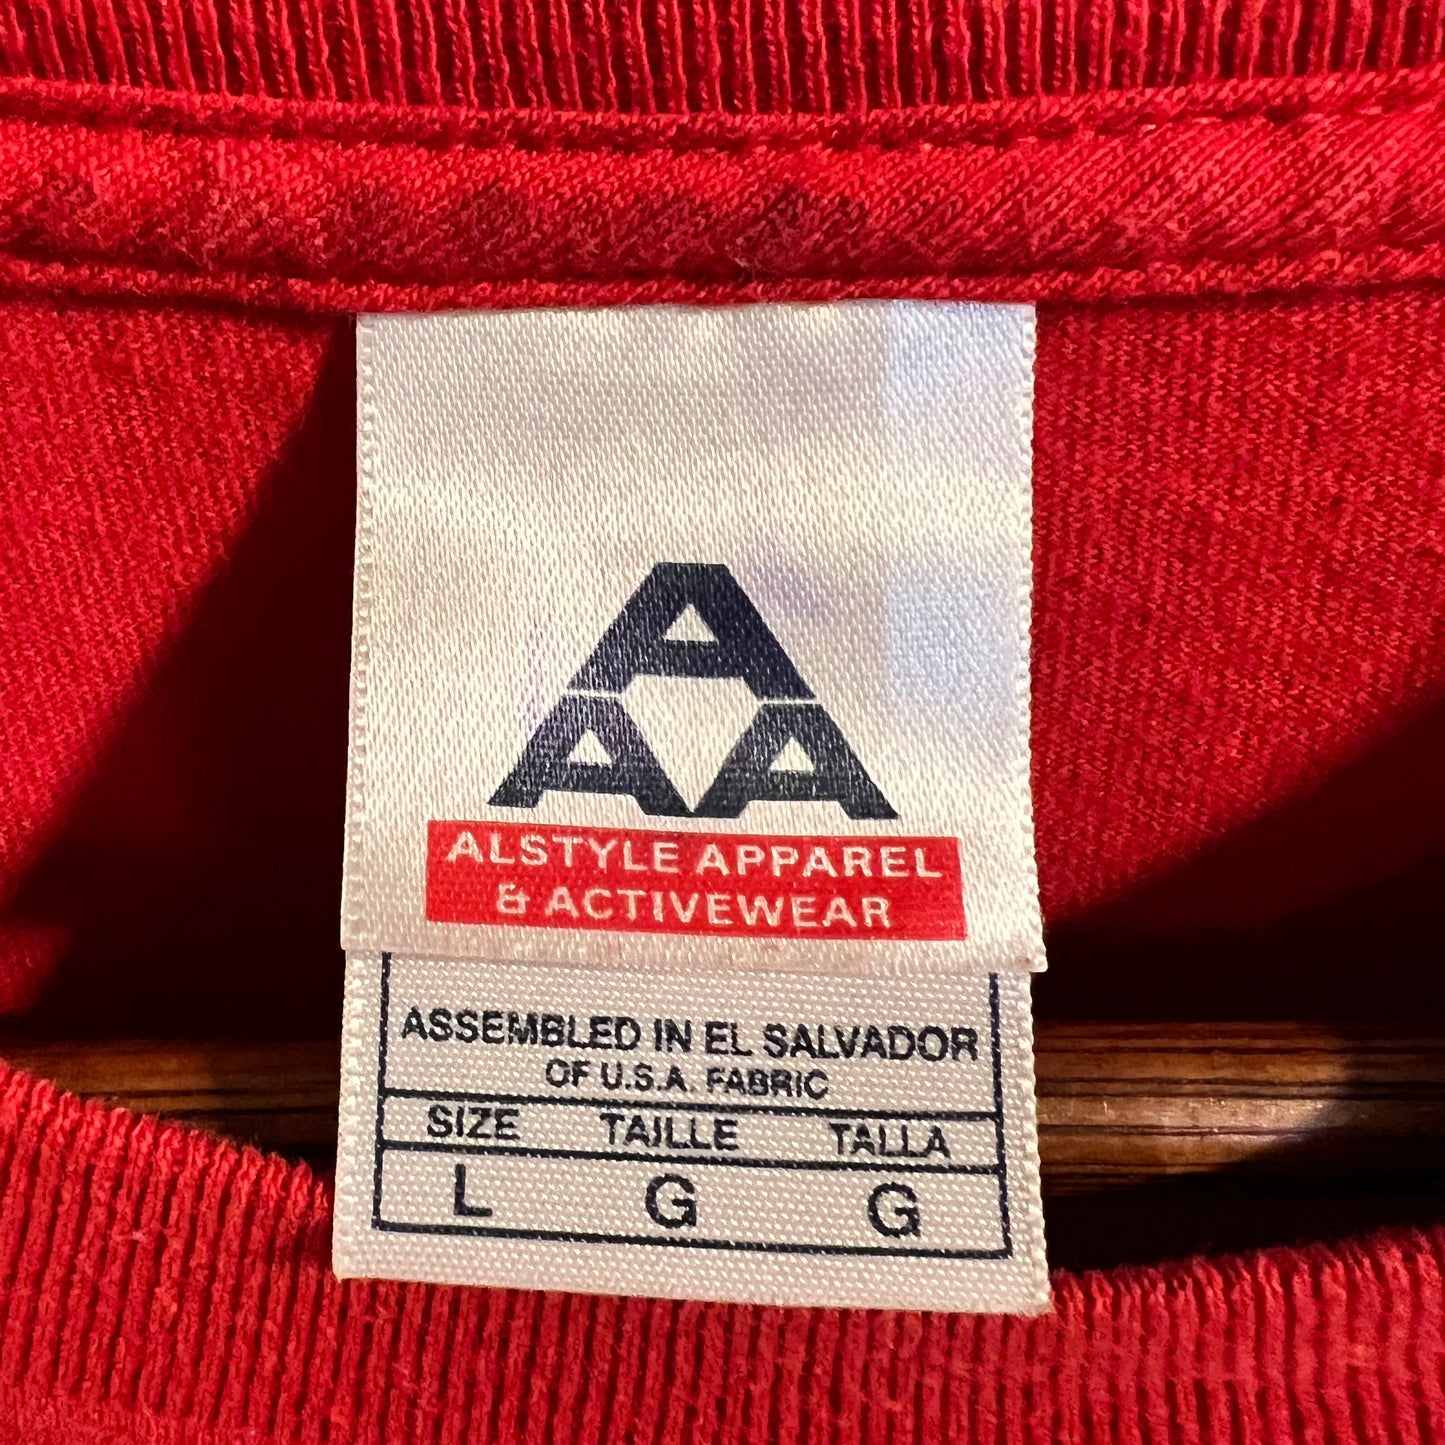 A
A A
ALSTYLE APPAREL
& ACTIVEWEAR
ASSEMBLED IN EL SALVADOR
OF U.S.A. FABRIC
SIZE TAILLE TALLA
L G G